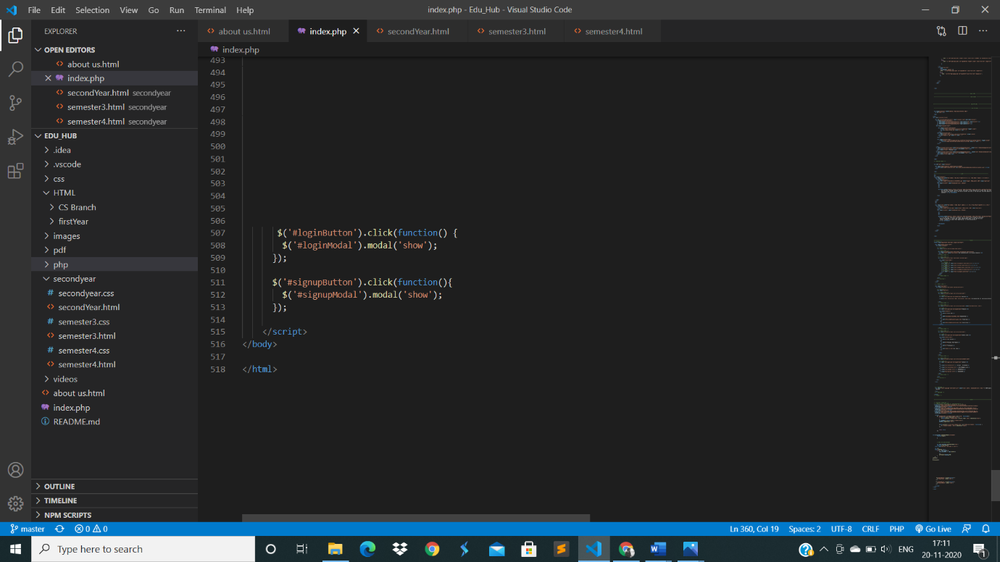 File Edit Selection View Go Run Terminal Help
index.php - Edu_Hub - Visual Studio Code
EXPLORER
OPEN EDITORS
about us.html
index.php
secondYear.html secondyear
semester3.html secondyear
semester4.html secondyear
EDU_HUB
.idea
.vscode
css
HTML
CS Branch
firstYear
images
pdf
php
secondyear
secondyear.css
secondYear.html
semester3.css
semester3.html
semester4.css
semester4.html
videos
about us.html
index.php
README.md
OUTLINE
TIMELINE
NPM SCRIPTS
about us.html index.php secondYear.html semester3.html semester4.html
index.php
493
494
495
496
497
498
499
500
501
502
503
504
505
506
507 $('#loginButton').click(function() {
508 $('#loginModal').modal('show');
509 });
510
511 $('#signupButton').click(function(){
512 $('#signupModal').modal('show');
513 });
514
515 </script>
516 </body>
517
518 </html>
master 0 0 Ln 360, Col 19 Spaces: 2 UTF-8 CRLF PHP Go Live
Type here to search
ENG
17:11
20-11-2020
1